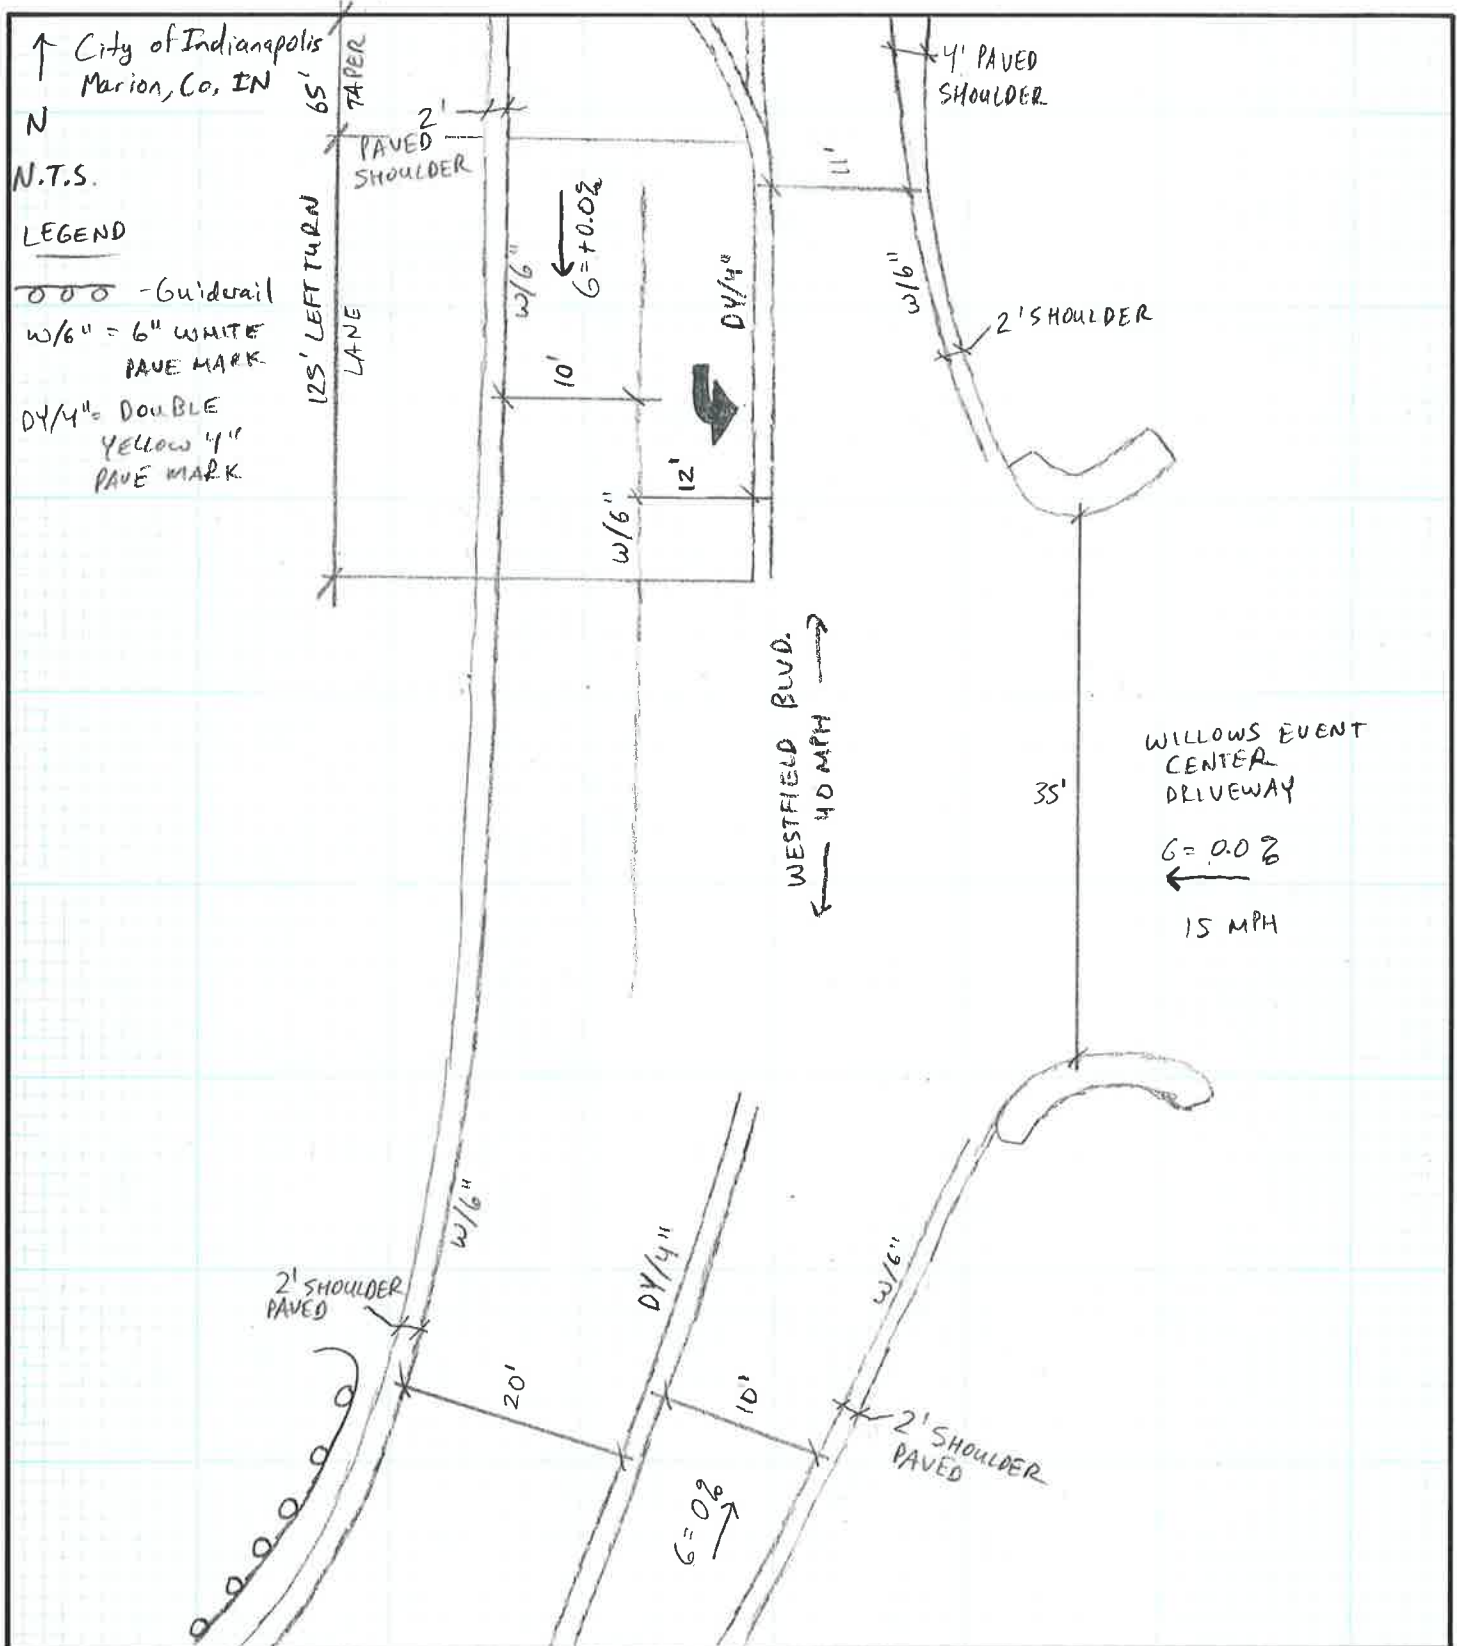 City of Indianapolis
Marion, Co, IN
N
N.T.S.
LEGEND
-Guiderail
W/6" = 6" WHITE
PAVE MARK
DY/4" = DOUBLE
YELLOW 4"
PAVE MARK
65'
TAPER
125' LEFT TURN
LANE
2'
PAVED
SHOULDER
4' PAVED
SHOULDER
11'
G=+0.0%
W/6"
DY/4"
W/6"
2' SHOULDER
10'
12'
W/6"
WESTFIELD BLVD.
40 MPH
35'
WILLOWS EVENT
CENTER
DRIVEWAY
G= 0.0%
15 MPH
W/6"
DY/4"
W/6"
2' SHOULDER
PAVED
20'
10'
2' SHOULDER
PAVED
G= 0%